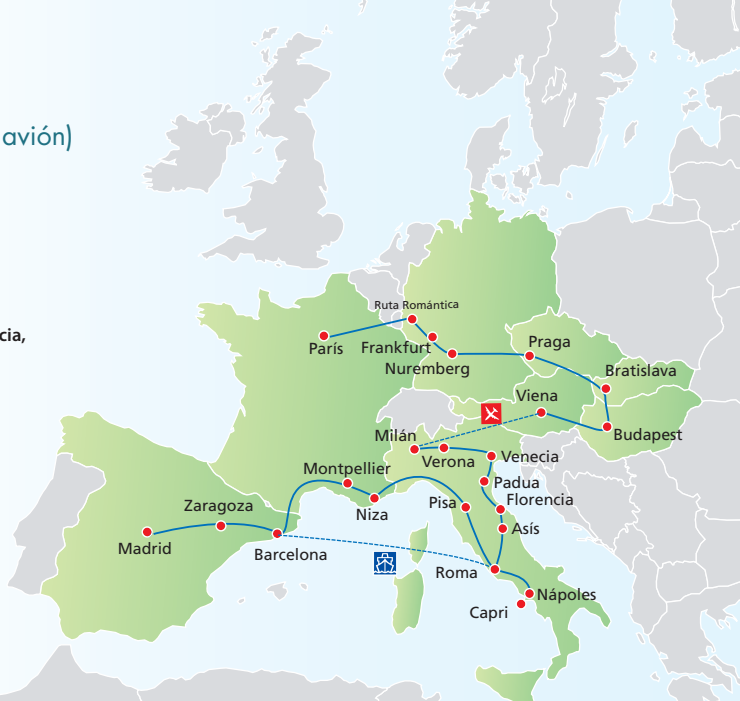 avión)
cia,
Ruta Romántica
París
Frankfurt
Nuremberg
Praga
Bratislava
Viena
Budapest
Milán
Verona
Venecia
Padua
Montpellier
Florencia
Pisa
Niza
Zaragoza
Asís
Madrid
Barcelona
Roma
Nápoles
Capri